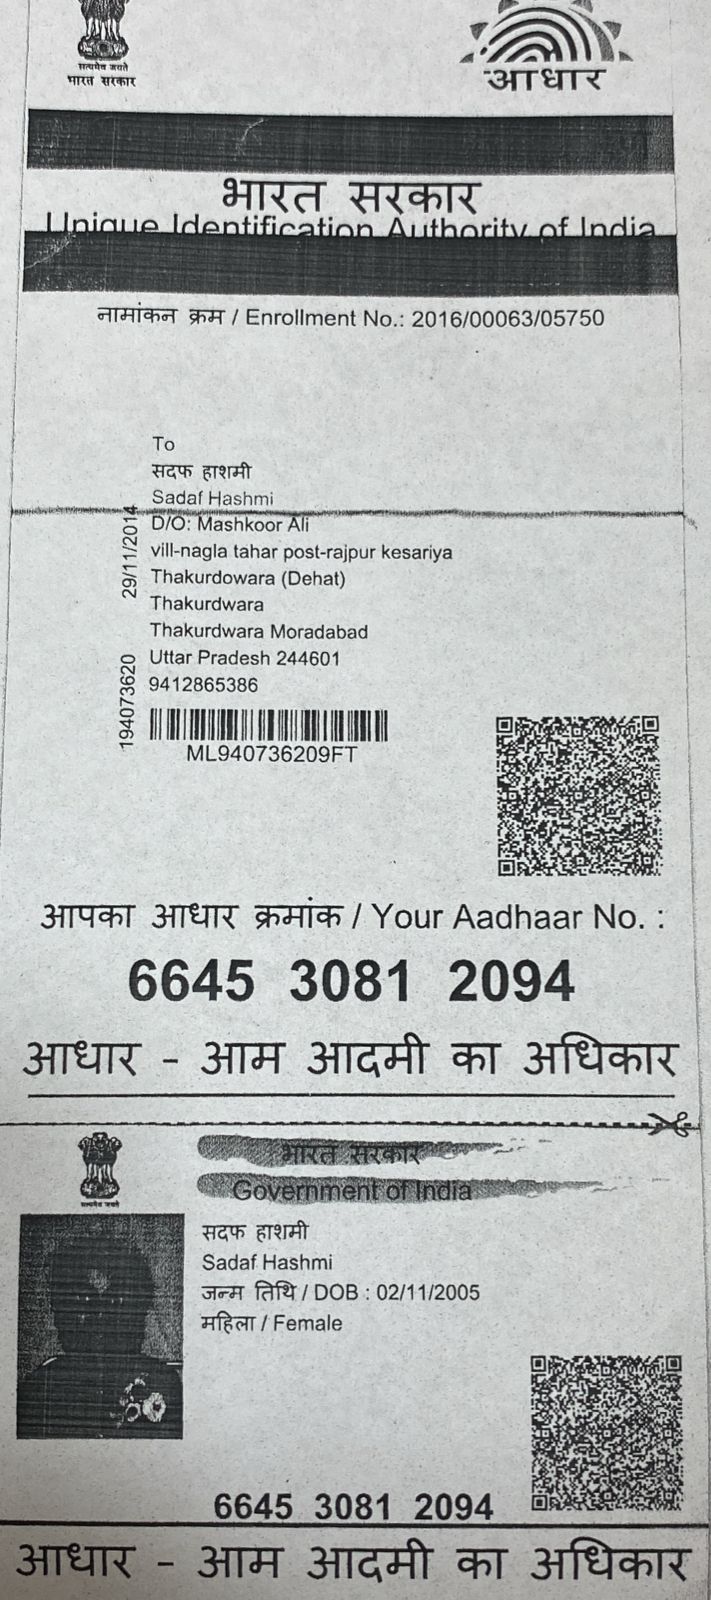 सत्यमेव जयते
भारत सरकार
आधार
भारत सरकार
Unique Identification Authority of India
नामांकन क्रम / Enrollment No.: 2016/00063/05750
To
सदफ हाशमी
Sadaf Hashmi
D/O: Mashkoor Ali
vill-nagla tahar post-rajpur kesariya
Thakurdowara (Dehat)
Thakurdwara
Thakurdwara Moradabad
Uttar Pradesh 244601
9412865386
29/11/2014
194073620
ML940736209FT
आपका आधार क्रमांक / Your Aadhaar No. :
6645 3081 2094
आधार - आम आदमी का अधिकार
भारत सरकार
Government of India
सदफ हाशमी
Sadaf Hashmi
जन्म तिथि / DOB : 02/11/2005
महिला / Female
6645 3081 2094
आधार - आम आदमी का अधिकार